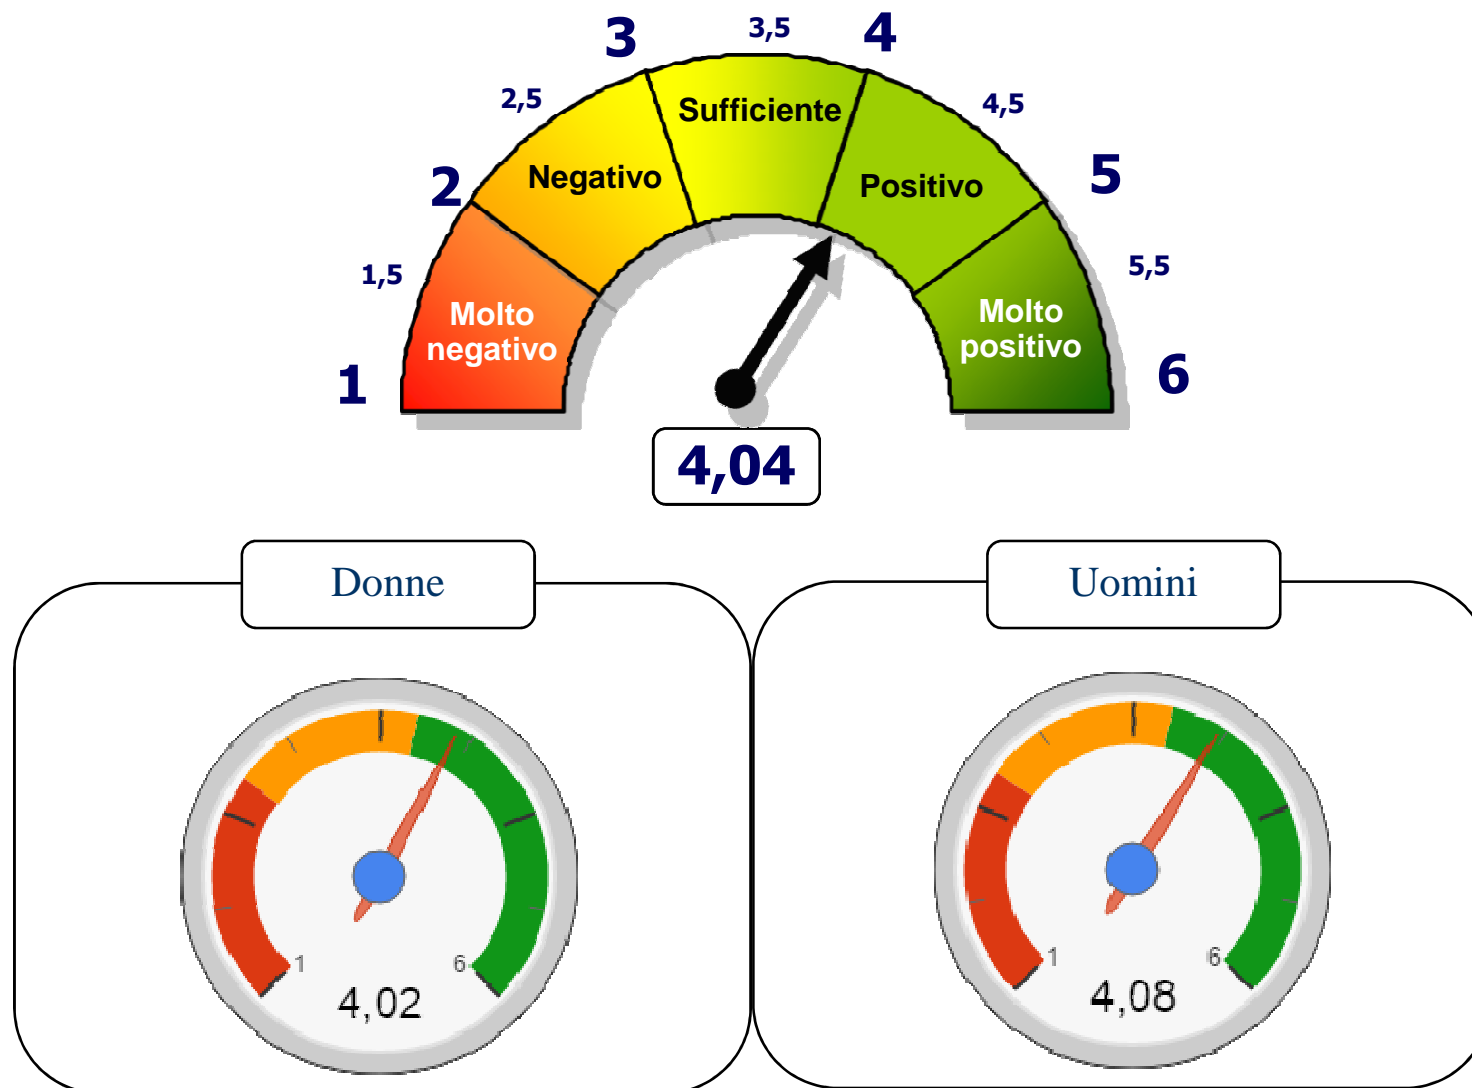 3
3,5
4
2,5
Sufficiente
4,5
2
Negativo
Positivo
5
1,5
5,5
Molto
negativo
Molto
positivo
1
6
4,04
Donne
Uomini
1
6
4,02
1
6
4,08